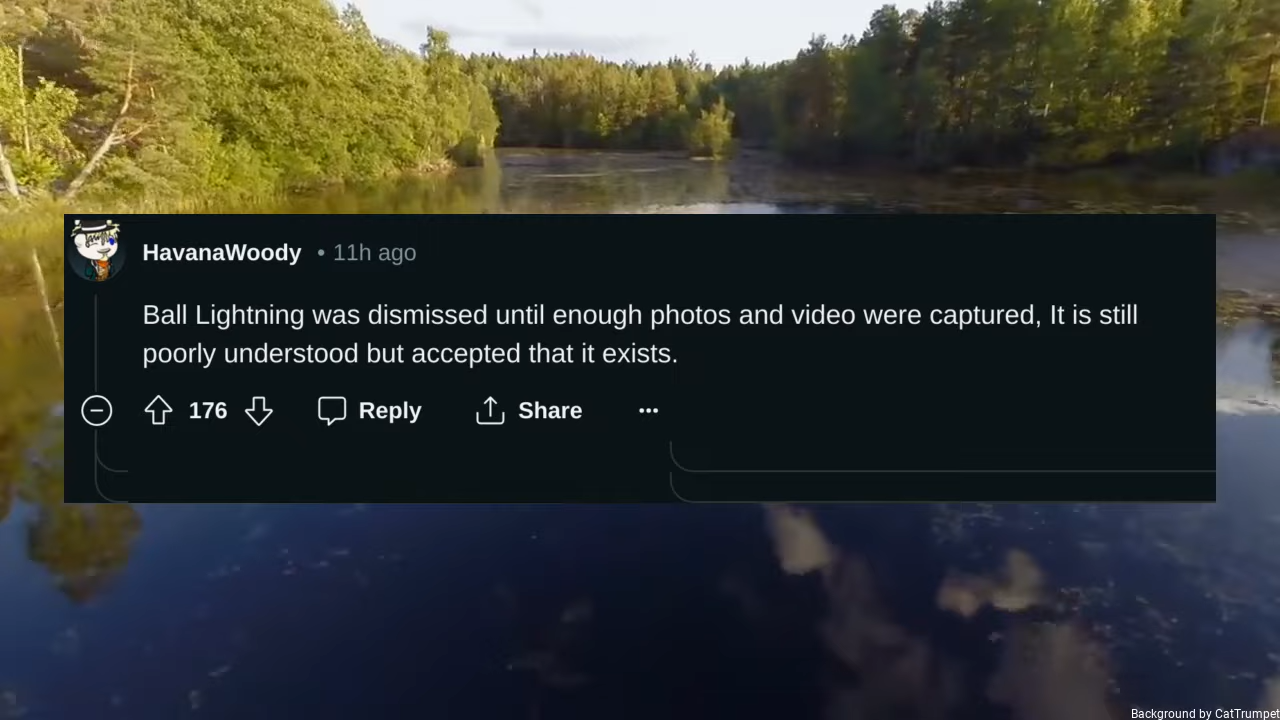 HavanaWoody • 11h ago
Ball Lightning was dismissed until enough photos and video were captured, It is still
poorly understood but accepted that it exists.
176 Reply Share
Background by CatTrumpet